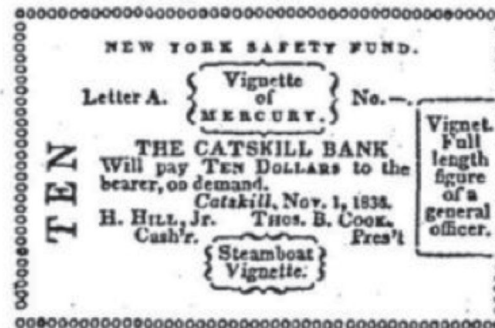 NEW YORK SAFETY FUND.
Letter A.
Vignette
of
MERCURY.
No.—.
TEN
THE CATSKILL BANK
Will pay TEN DOLLARS to the
bearer, on demand.
Catskill, Nov. 1, 1838.
H. HILL, Jr. THOS. B. COOK,
Cash'r. Pres't
Steamboat
Vignette.
Vignet.
Full
length
figure
of a
general
officer.